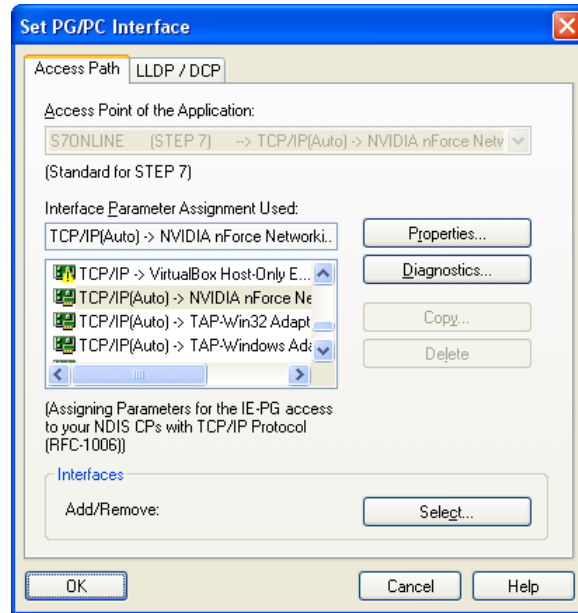 Set PG/PC Interface
Access Path
LLDP / DCP
Access Point of the Application:
S7ONLINE (STEP 7) --> TCP/IP(Auto) -> NVIDIA nForce Netw
(Standard for STEP 7)
Interface Parameter Assignment Used:
TCP/IP(Auto) -> NVIDIA nForce Networki..
Properties...
TCP/IP -> VirtualBox Host-Only E...
Diagnostics...
TCP/IP(Auto) -> NVIDIA nForce Ne
TCP/IP(Auto) -> TAP-Win32 Adapt
Copy...
TCP/IP(Auto) -> TAP-Windows Ada
Delete
(Assigning Parameters for the IE-PG access
to your NDIS CPs with TCP/IP Protocol
(RFC-1006))
Interfaces
Add/Remove:
Select...
OK
Cancel
Help